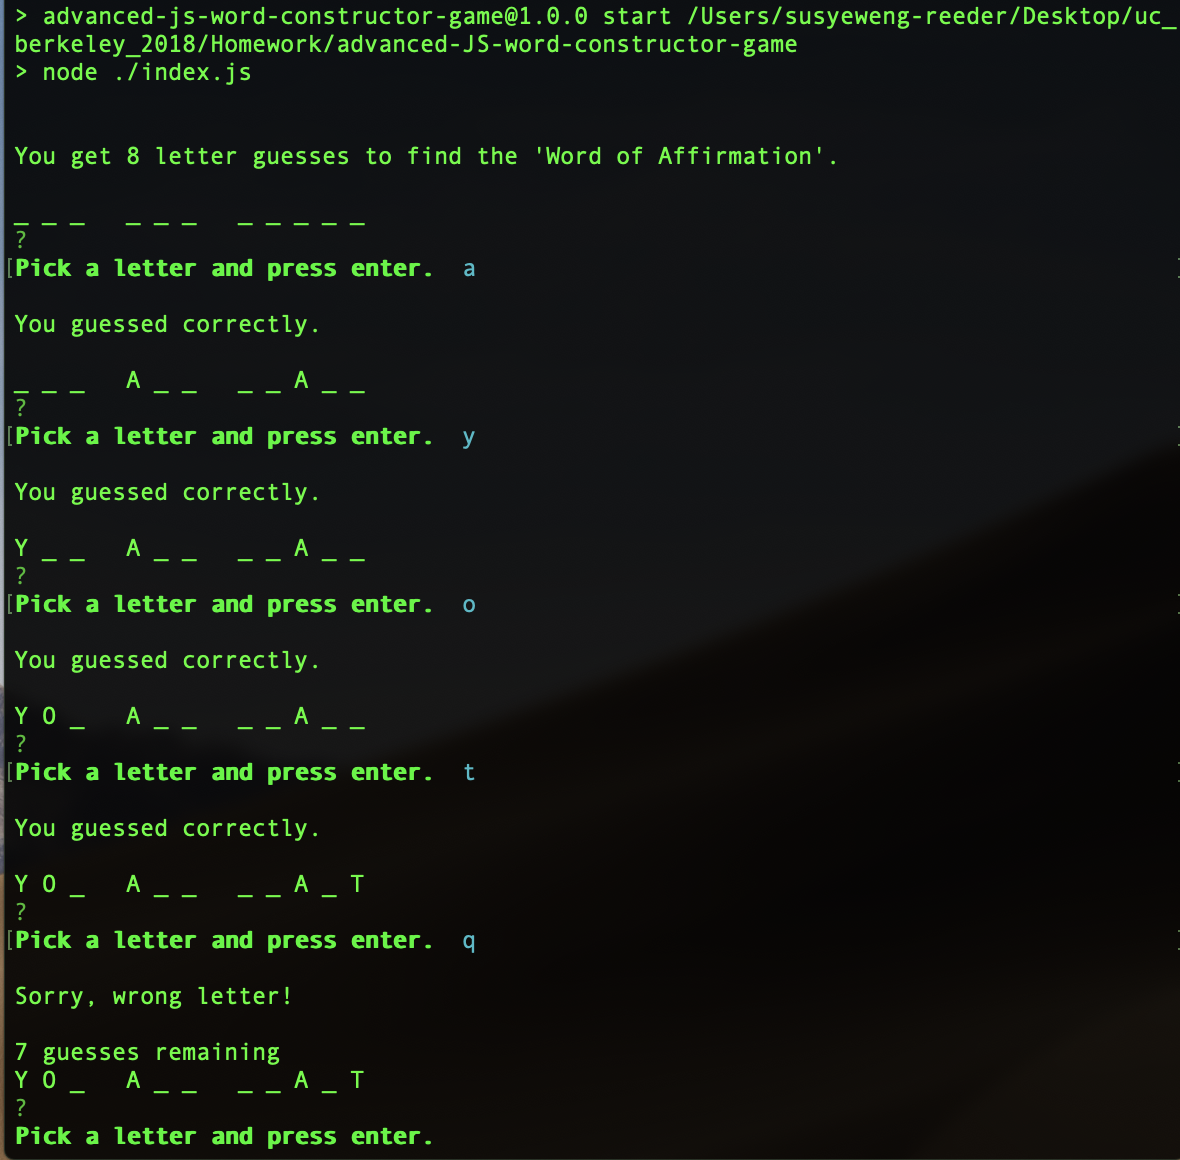 > advanced-js-word-constructor-game@1.0.0 start /Users/susyeweng-reeder/Desktop/uc_
berkeley_2018/Homework/advanced-JS-word-constructor-game
> node ./index.js
You get 8 letter guesses to find the 'Word of Affirmation'.
_ _ _   _ _ _   _ _ _ _ _
?
[Pick a letter and press enter.  a
You guessed correctly.
_ _ _   A _ _   _ _ A _ _
?
[Pick a letter and press enter.  y
You guessed correctly.
Y _ _   A _ _   _ _ A _ _
?
[Pick a letter and press enter.  o
You guessed correctly.
Y O _   A _ _   _ _ A _ _
?
[Pick a letter and press enter.  t
You guessed correctly.
Y O _   A _ _   _ _ A _ T
?
[Pick a letter and press enter.  q
Sorry, wrong letter!
7 guesses remaining
Y O _   A _ _   _ _ A _ T
?
Pick a letter and press enter.